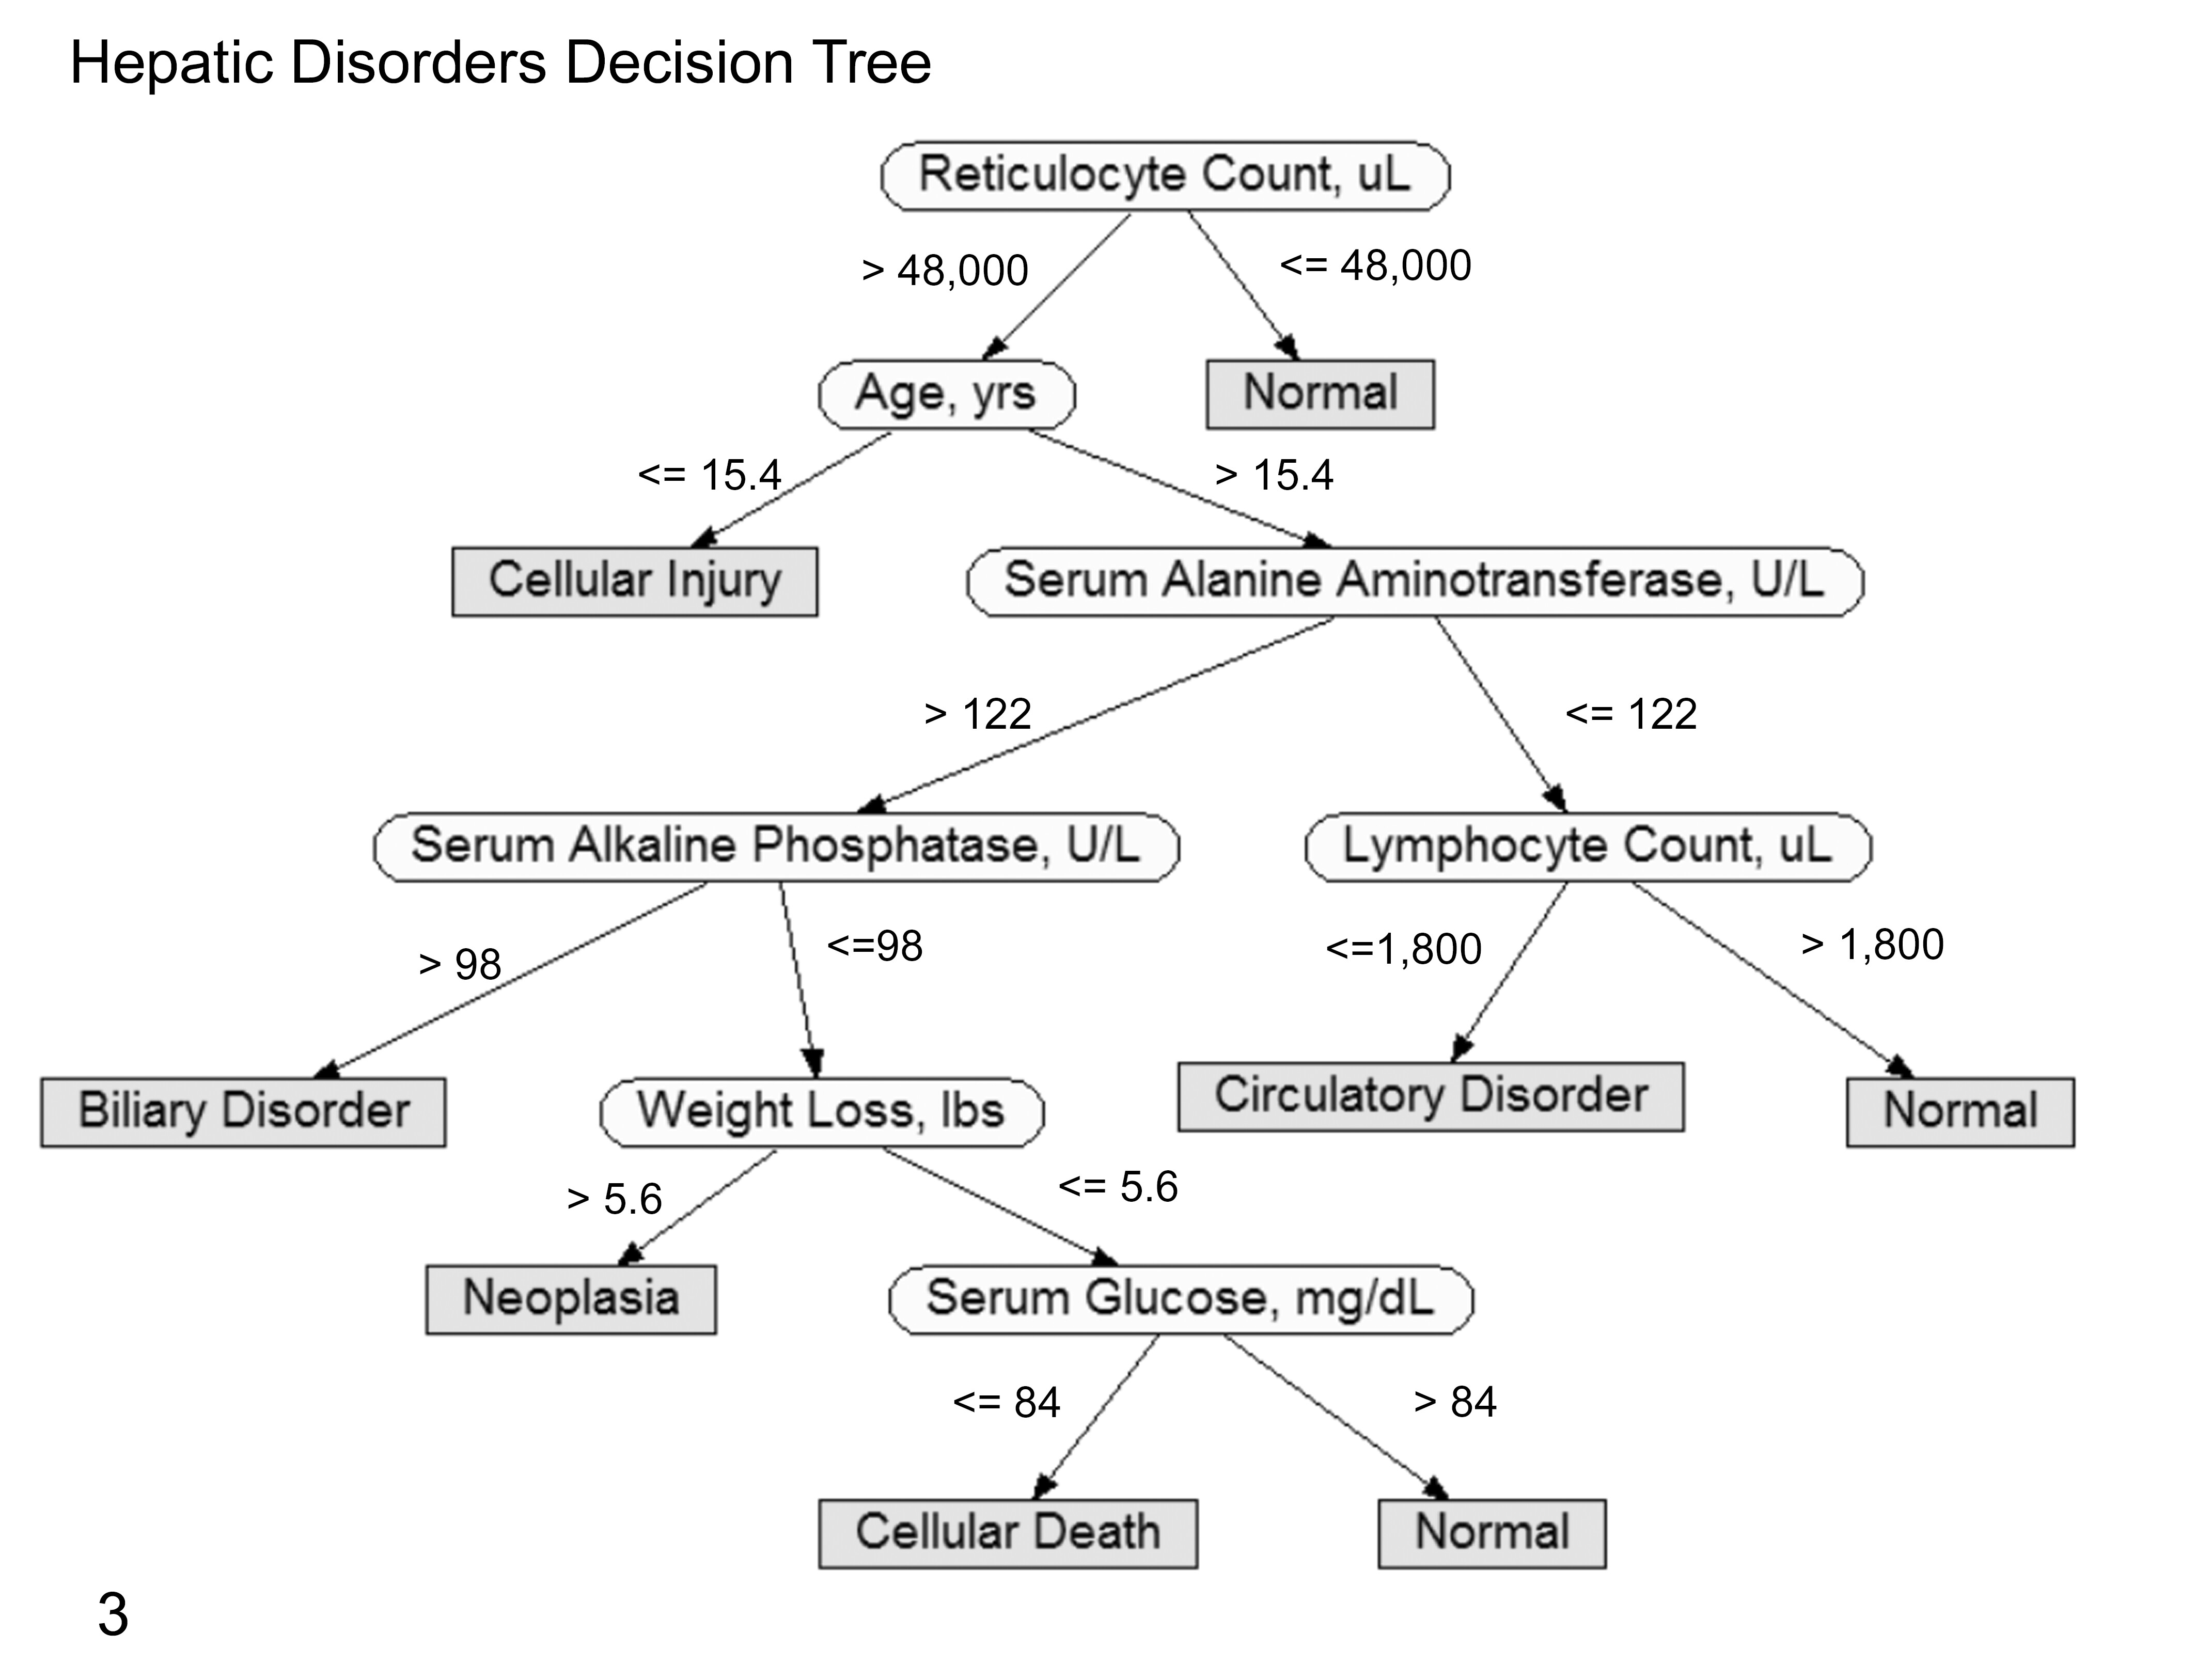 Hepatic Disorders Decision Tree
Reticulocyte Count, uL
> 48,000
<= 48,000
Age, yrs
Normal
<= 15.4
> 15.4
Cellular Injury
Serum Alanine Aminotransferase, U/L
> 122
<= 122
Serum Alkaline Phosphatase, U/L
Lymphocyte Count, uL
> 98
<=98
<=1,800
> 1,800
Biliary Disorder
Weight Loss, lbs
Circulatory Disorder
Normal
> 5.6
<= 5.6
Neoplasia
Serum Glucose, mg/dL
<= 84
> 84
Cellular Death
Normal
3